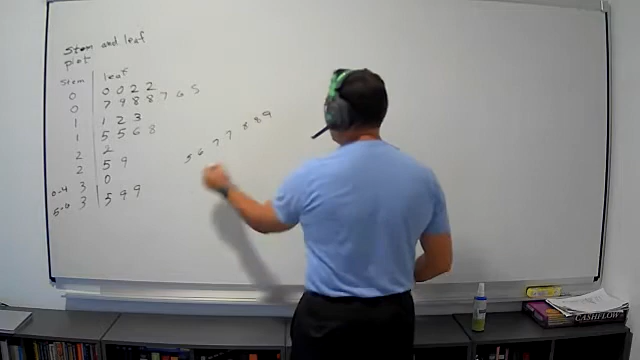 Stem and leaf
plot
Stem leaf
0 0 0 2 2
0 7 9 8 8 7 6 5
1 1 2 3
1 5 5 6 8
2 2
2 5 9
0-4 3 0
5-9 3 5 9 9
5 6 7 7 8 8 9
CASHFLOW